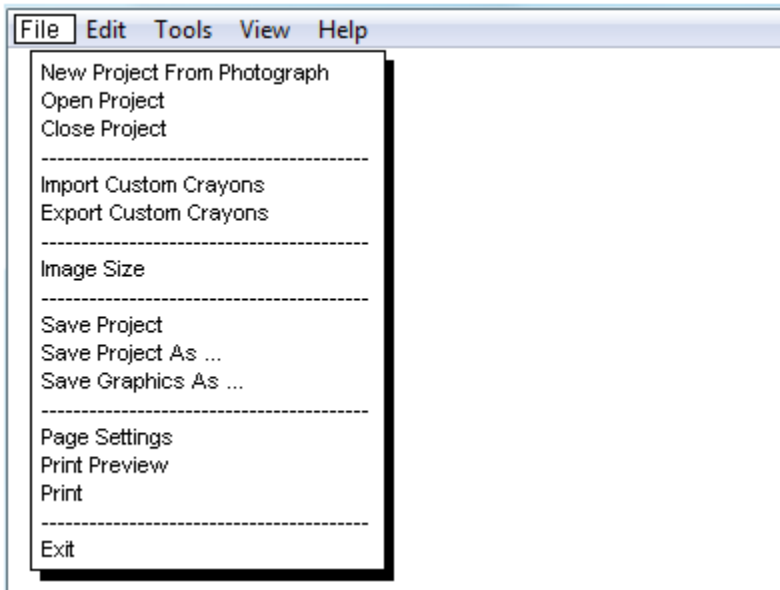 File Edit Tools View Help
New Project From Photograph
Open Project
Close Project
-----------------------------------------
Import Custom Crayons
Export Custom Crayons
-----------------------------------------
Image Size
-----------------------------------------
Save Project
Save Project As ...
Save Graphics As ...
-----------------------------------------
Page Settings
Print Preview
Print
-----------------------------------------
Exit